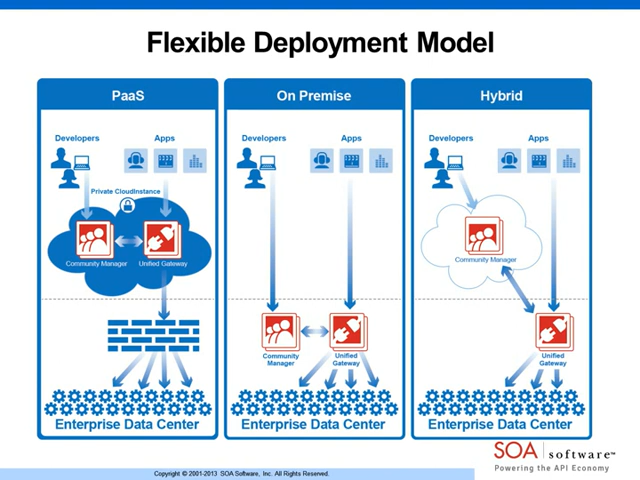 Flexible Deployment Model
PaaS
Developers
Apps
Private CloudInstance
Community Manager
Unified Gateway
Enterprise Data Center
On Premise
Developers
Apps
Community
Manager
Unified
Gateway
Enterprise Data Center
Hybrid
Developers
Apps
Community Manager
Unified
Gateway
Enterprise Data Center
SOA software™
Powering the API Economy
Copyright © 2001-2013 SOA Software, Inc. All Rights Reserved.